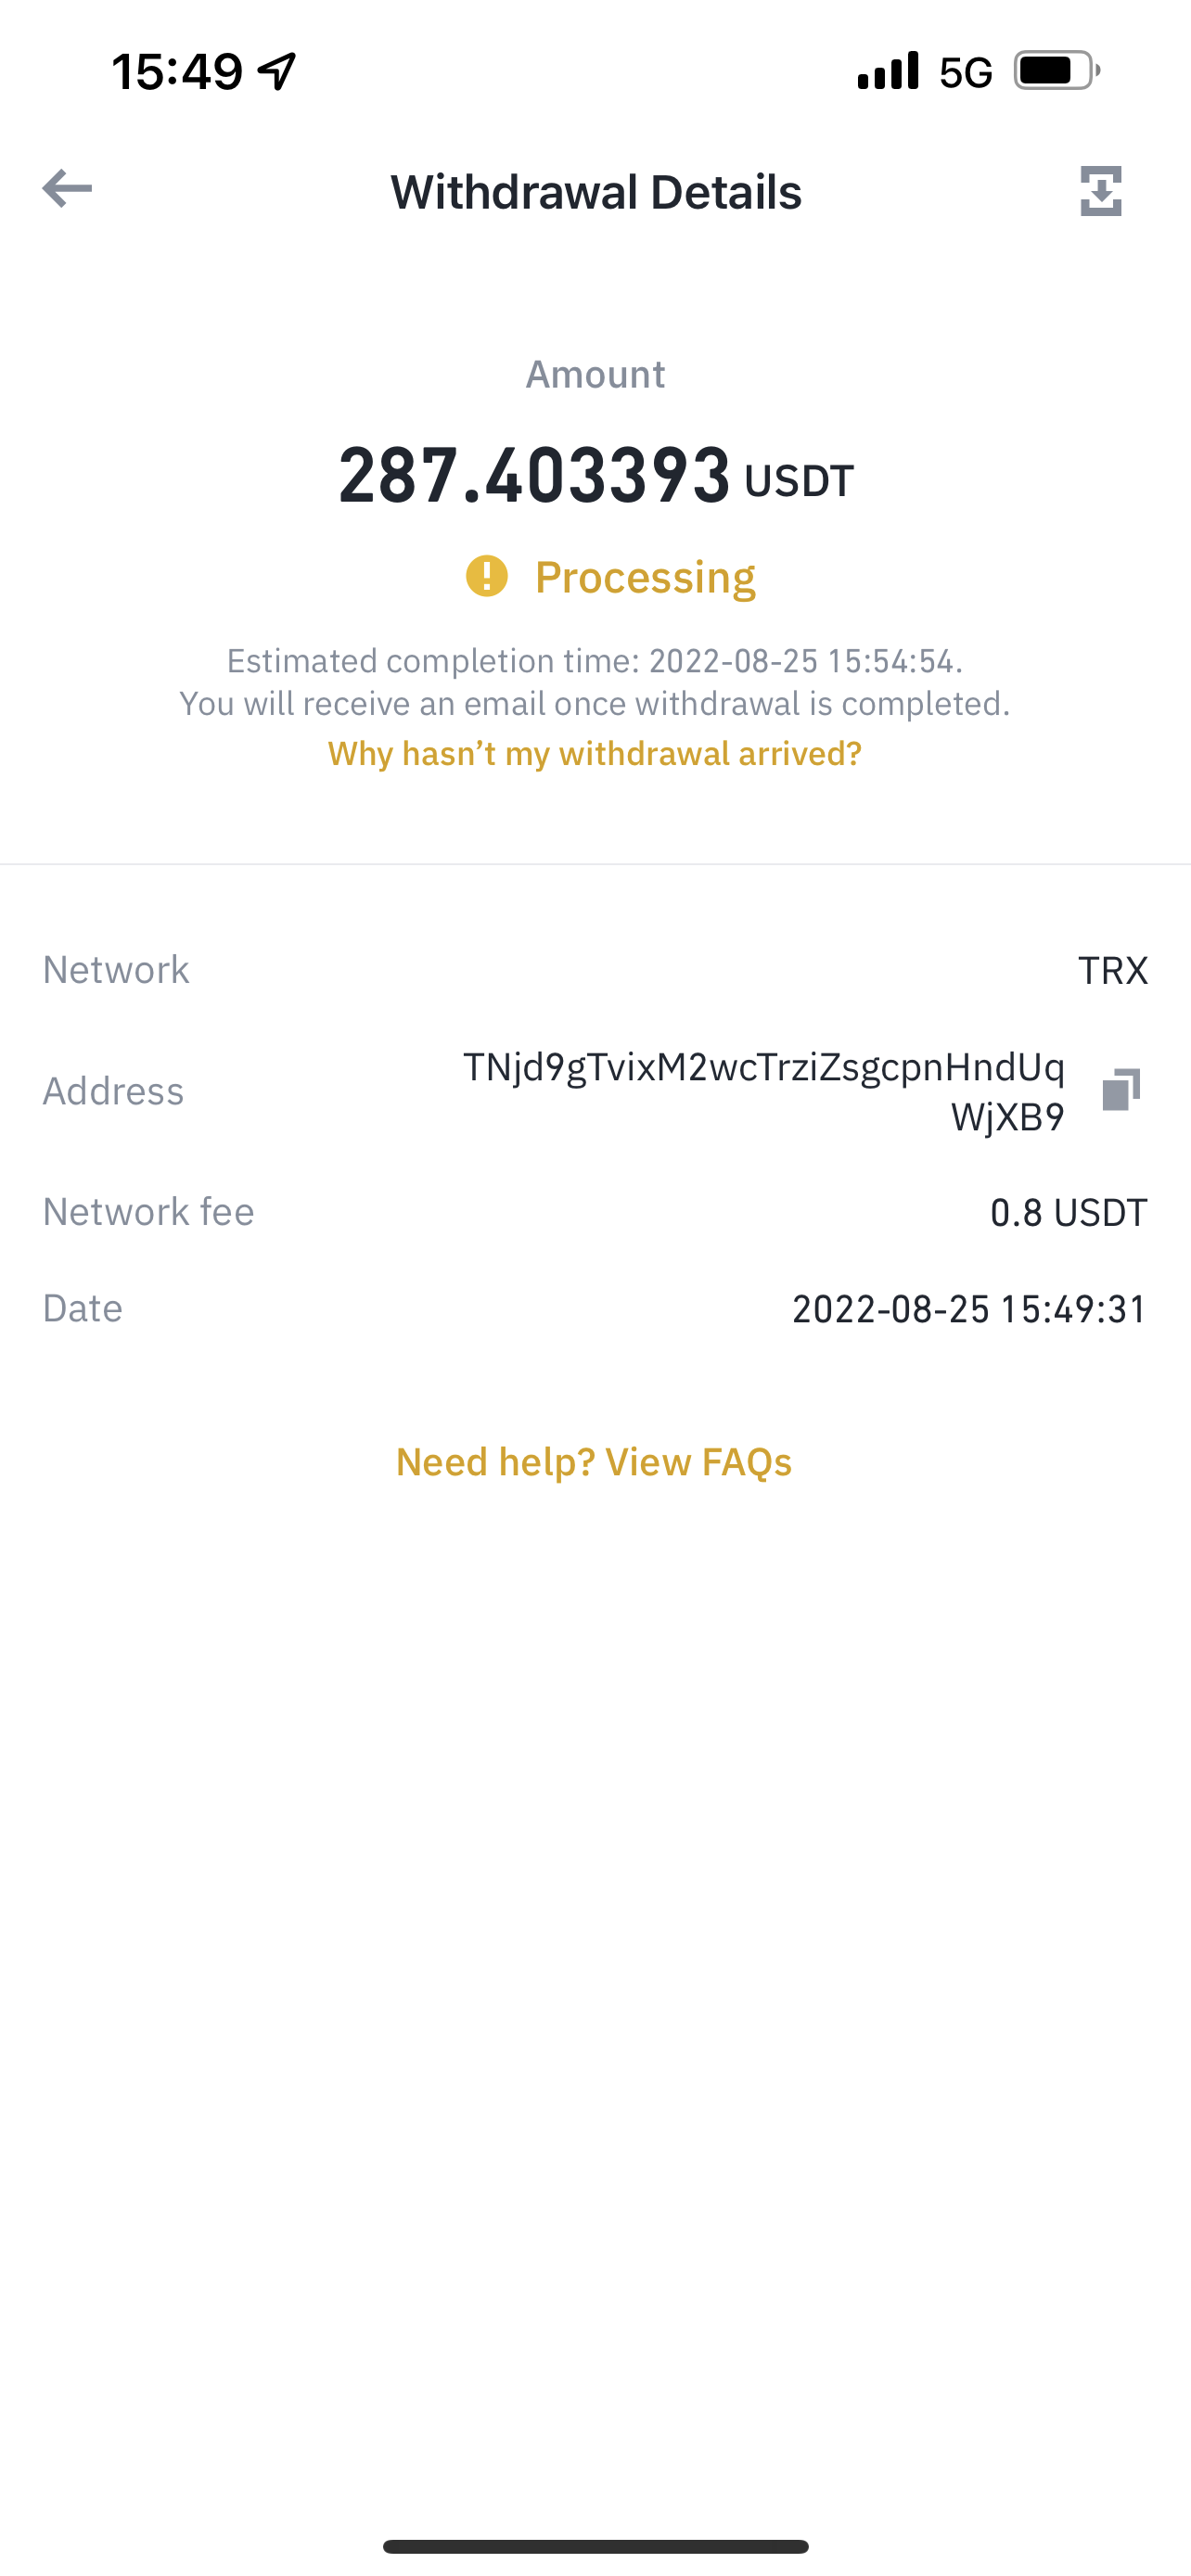 15:49 5G
Withdrawal Details
Amount
287.403393 USDT
Processing
Estimated completion time: 2022-08-25 15:54:54.
You will receive an email once withdrawal is completed.
Why hasn’t my withdrawal arrived?
Network TRX
Address TNjd9gTvixM2wcTrziZsgcpnHndUq
WjXB9
Network fee 0.8 USDT
Date 2022-08-25 15:49:31
Need help? View FAQs